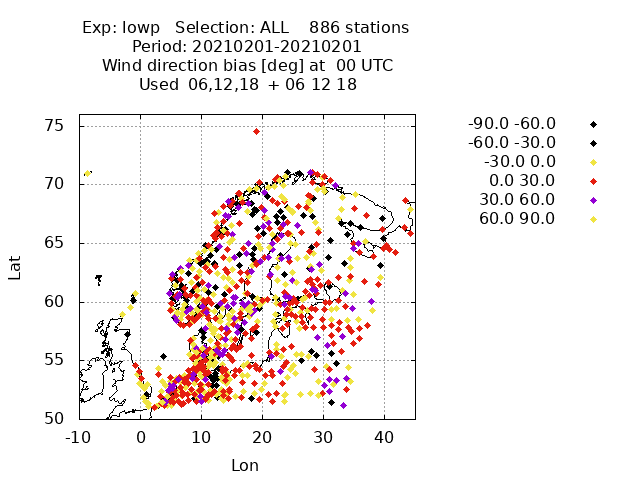 Exp: lowp   Selection: ALL    886 stations
Period: 20210201-20210201
Wind direction bias [deg] at  00 UTC
Used  06,12,18  + 06 12 18
-90.0 -60.0
-60.0 -30.0
-30.0 0.0
0.0 30.0
30.0 60.0
60.0 90.0
75
70
65
60
55
50
Lat
-10 0 10 20 30 40
Lon